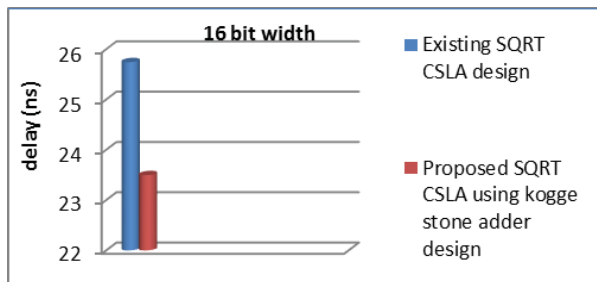 16 bit width
26
25
24
23
22
delay (ns)
Existing SQRT
CSLA design
Proposed SQRT
CSLA using kogge
stone adder
design